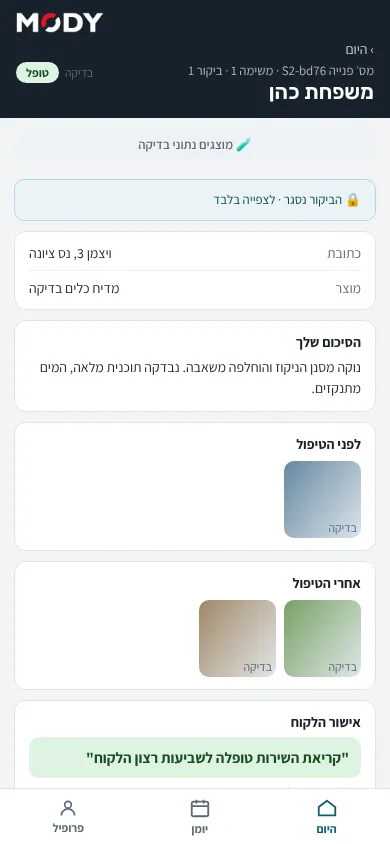 MODY
‹ היום
מס' פנייה S2-bd76 · משימה 1 · ביקור 1
בדיקה
טופל
משפחת כהן
🧪 מוצגים נתוני בדיקה
🔒 הביקור נסגר · לצפייה בלבד
כתובת
ויצמן 3, נס ציונה
מוצר
מדיח כלים בדיקה
הסיכום שלך
נוקה מסנן הניקוז והוחלפה משאבה. נבדקה תוכנית מלאה, המים
מתנקזים.
לפני הטיפול
בדיקה
אחרי הטיפול
בדיקה
בדיקה
אישור הלקוח
"קריאת השירות טופלה לשביעות רצון הלקוח"
היום
יומן
פרופיל